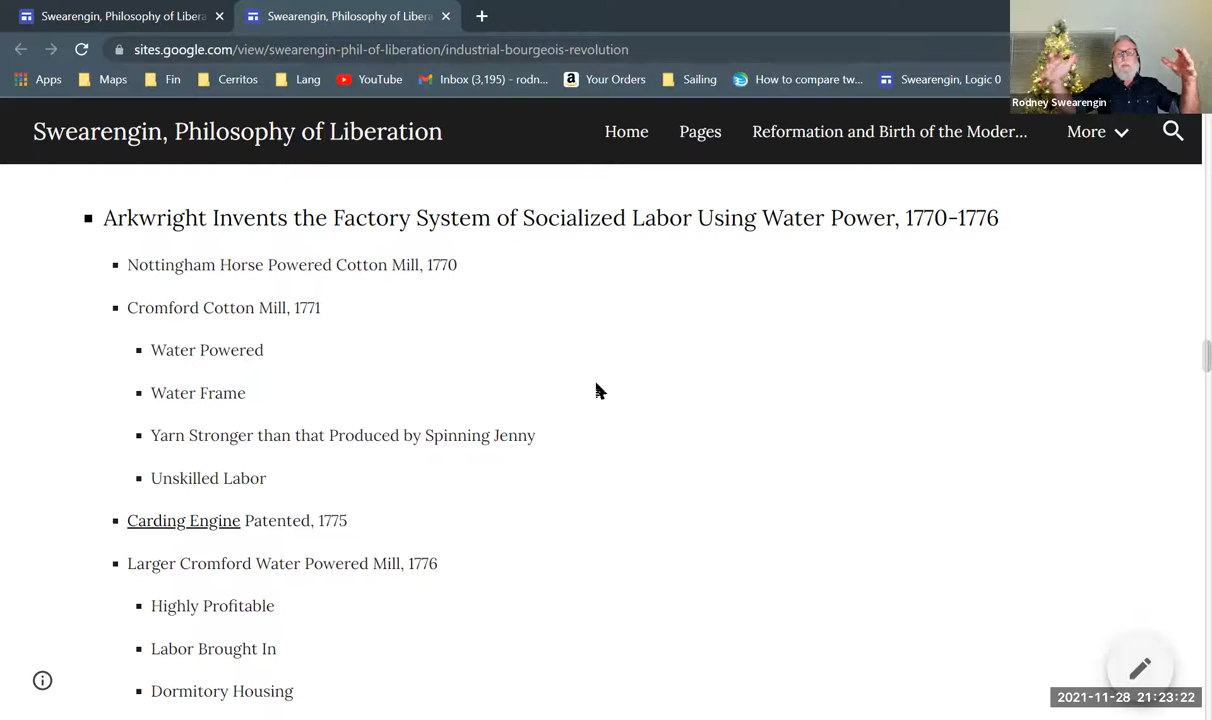 Swearengin, Philosophy of Libera
Swearengin, Philosophy of Libera
sites.google.com/view/swearengin-phil-of-liberation/industrial-bourgeois-revolution
Apps Maps Fin Cerritos Lang YouTube Inbox (3,195) - rodn... Your Orders Sailing How to compare tw... Swearengin, Logic 0
Rodney Swearengin
Swearengin, Philosophy of Liberation Home Pages Reformation and Birth of the Moder... More
Arkwright Invents the Factory System of Socialized Labor Using Water Power, 1770-1776
Nottingham Horse Powered Cotton Mill, 1770
Cromford Cotton Mill, 1771
Water Powered
Water Frame
Yarn Stronger than that Produced by Spinning Jenny
Unskilled Labor
Carding Engine Patented, 1775
Larger Cromford Water Powered Mill, 1776
Highly Profitable
Labor Brought In
Dormitory Housing
2021-11-28 21:23:22